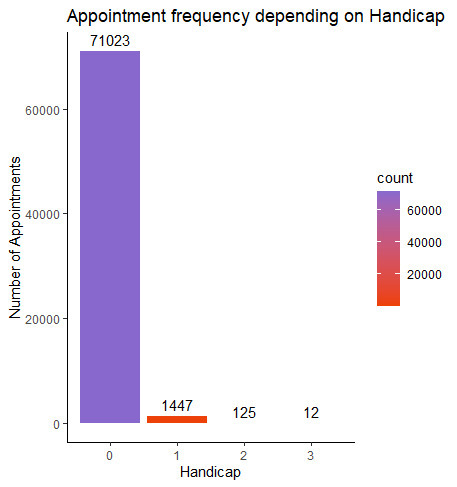 Appointment frequency depending on Handicap
71023
1447
125
12
60000
40000
20000
0
Number of Appointments
0 1 2 3
Handicap
count
60000
40000
20000